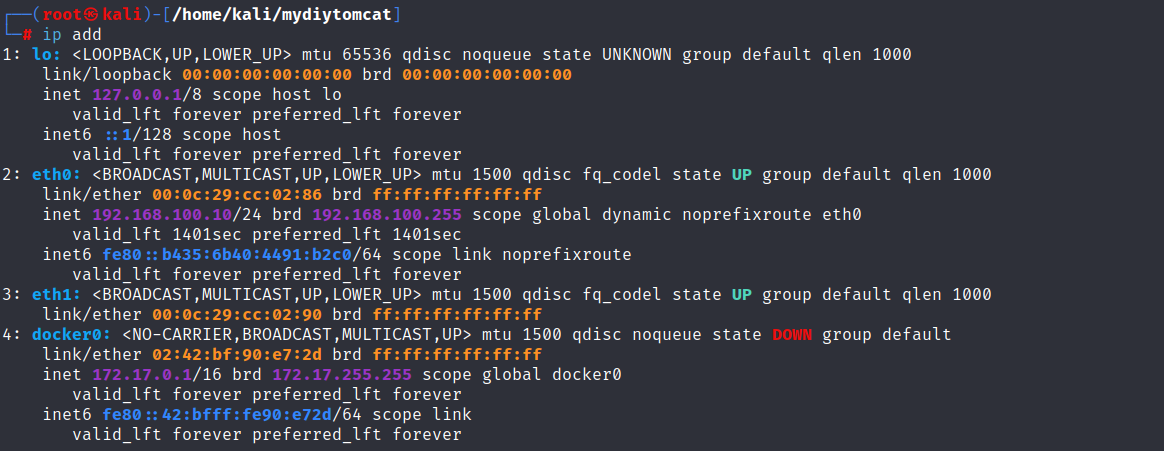 ┌──(root㉿kali)-[/home/kali/mydiytomcat]
└─# ip add
1: lo: <LOOPBACK,UP,LOWER_UP> mtu 65536 qdisc noqueue state UNKNOWN group default qlen 1000
    link/loopback 00:00:00:00:00:00 brd 00:00:00:00:00:00
    inet 127.0.0.1/8 scope host lo
       valid_lft forever preferred_lft forever
    inet6 ::1/128 scope host
       valid_lft forever preferred_lft forever
2: eth0: <BROADCAST,MULTICAST,UP,LOWER_UP> mtu 1500 qdisc fq_codel state UP group default qlen 1000
    link/ether 00:0c:29:cc:02:86 brd ff:ff:ff:ff:ff:ff
    inet 192.168.100.10/24 brd 192.168.100.255 scope global dynamic noprefixroute eth0
       valid_lft 1401sec preferred_lft 1401sec
    inet6 fe80::b435:6b40:4491:b2c0/64 scope link noprefixroute
       valid_lft forever preferred_lft forever
3: eth1: <BROADCAST,MULTICAST,UP,LOWER_UP> mtu 1500 qdisc fq_codel state UP group default qlen 1000
    link/ether 00:0c:29:cc:02:90 brd ff:ff:ff:ff:ff:ff
4: docker0: <NO-CARRIER,BROADCAST,MULTICAST,UP> mtu 1500 qdisc noqueue state DOWN group default
    link/ether 02:42:bf:90:e7:2d brd ff:ff:ff:ff:ff:ff
    inet 172.17.0.1/16 brd 172.17.255.255 scope global docker0
       valid_lft forever preferred_lft forever
    inet6 fe80::42:bfff:fe90:e72d/64 scope link
       valid_lft forever preferred_lft forever